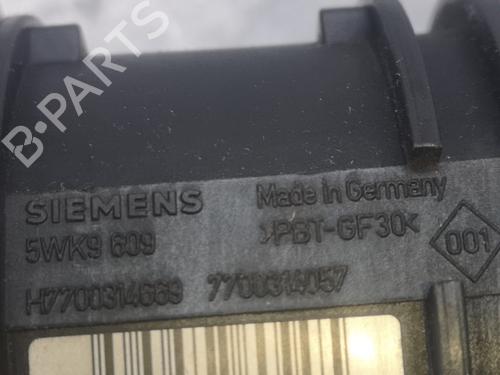 B-PARTS
SIEMENS Made in Germany
5WK9 609 >PBT-GF30< 001
H7700314669 7700314057